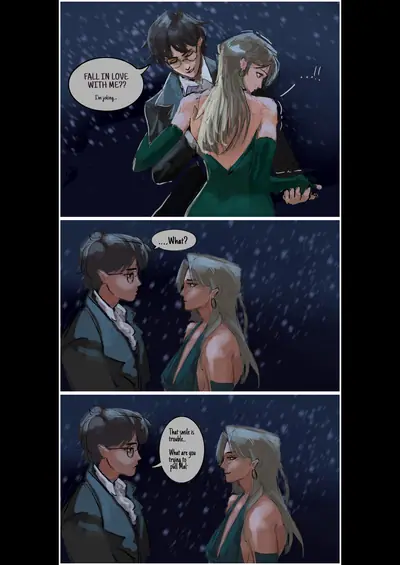 FALL IN LOVE
WITH ME??
I'm joking...
...!!
....What?
That smile is
trouble...
What are you
trying to
pull Mal